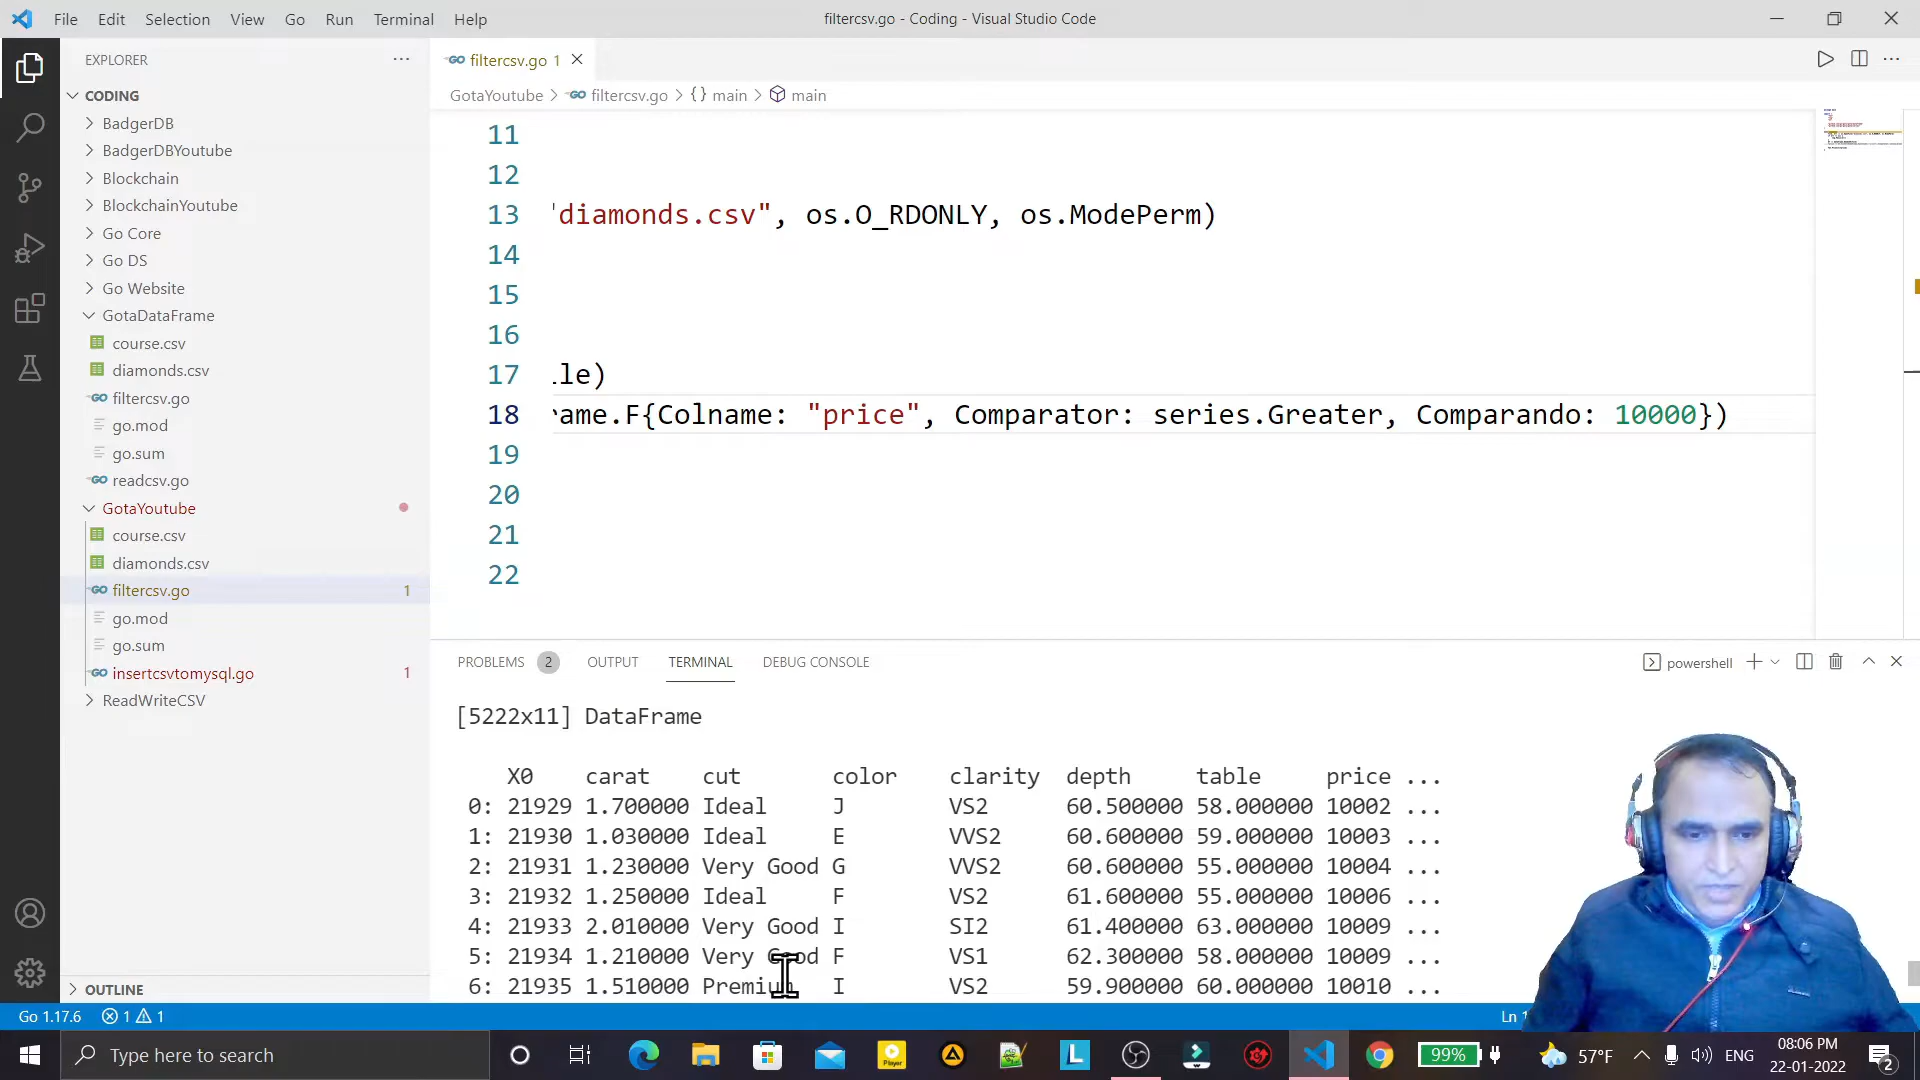 File Edit Selection View Go Run Terminal Help
filtercsv.go - Coding - Visual Studio Code
EXPLORER
CODING
BadgerDB
BadgerDBYoutube
Blockchain
BlockchainYoutube
Go Core
Go DS
Go Website
GotaDataFrame
course.csv
diamonds.csv
filtercsv.go
go.mod
go.sum
readcsv.go
GotaYoutube
course.csv
diamonds.csv
filtercsv.go 1
go.mod
go.sum
insertcsvtomysql.go 1
ReadWriteCSV
OUTLINE
filtercsv.go 1
GotaYoutube > filtercsv.go > {} main > main
11
12
13 "diamonds.csv", os.O_RDONLY, os.ModePerm)
14
15
16
17 le)
18 ame.F{Colname: "price", Comparator: series.Greater, Comparando: 10000})
19
20
21
22
PROBLEMS 2 OUTPUT TERMINAL DEBUG CONSOLE
powershell
[5222x11] DataFrame
X0 carat cut color clarity depth table price ...
0: 21929 1.700000 Ideal J VS2 60.500000 58.000000 10002 ...
1: 21930 1.030000 Ideal E VVS2 60.600000 59.000000 10003 ...
2: 21931 1.230000 Very Good G VVS2 60.600000 55.000000 10004 ...
3: 21932 1.250000 Ideal F VS2 61.600000 55.000000 10006 ...
4: 21933 2.010000 Very Good I SI2 61.400000 63.000000 10009 ...
5: 21934 1.210000 Very Good F VS1 62.300000 58.000000 10009 ...
6: 21935 1.510000 Premium I VS2 59.900000 60.000000 10010 ...
Go 1.17.6 1 1
Ln 1
Type here to search
Player
L
99%
57°F
ENG
08:06 PM
22-01-2022
2